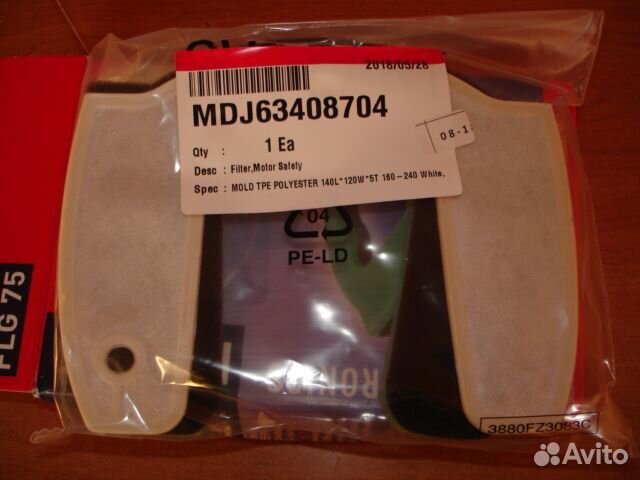 2018/05/28
MDJ63408704
08-1
Qty : 1 Ea
Desc : Filter,Motor Safety
Spec : MOLD TPE POLYESTER 140L*120W*5T 160-240 White,
04
PE-LD
FLG 75
3880FZ3083C
Avito